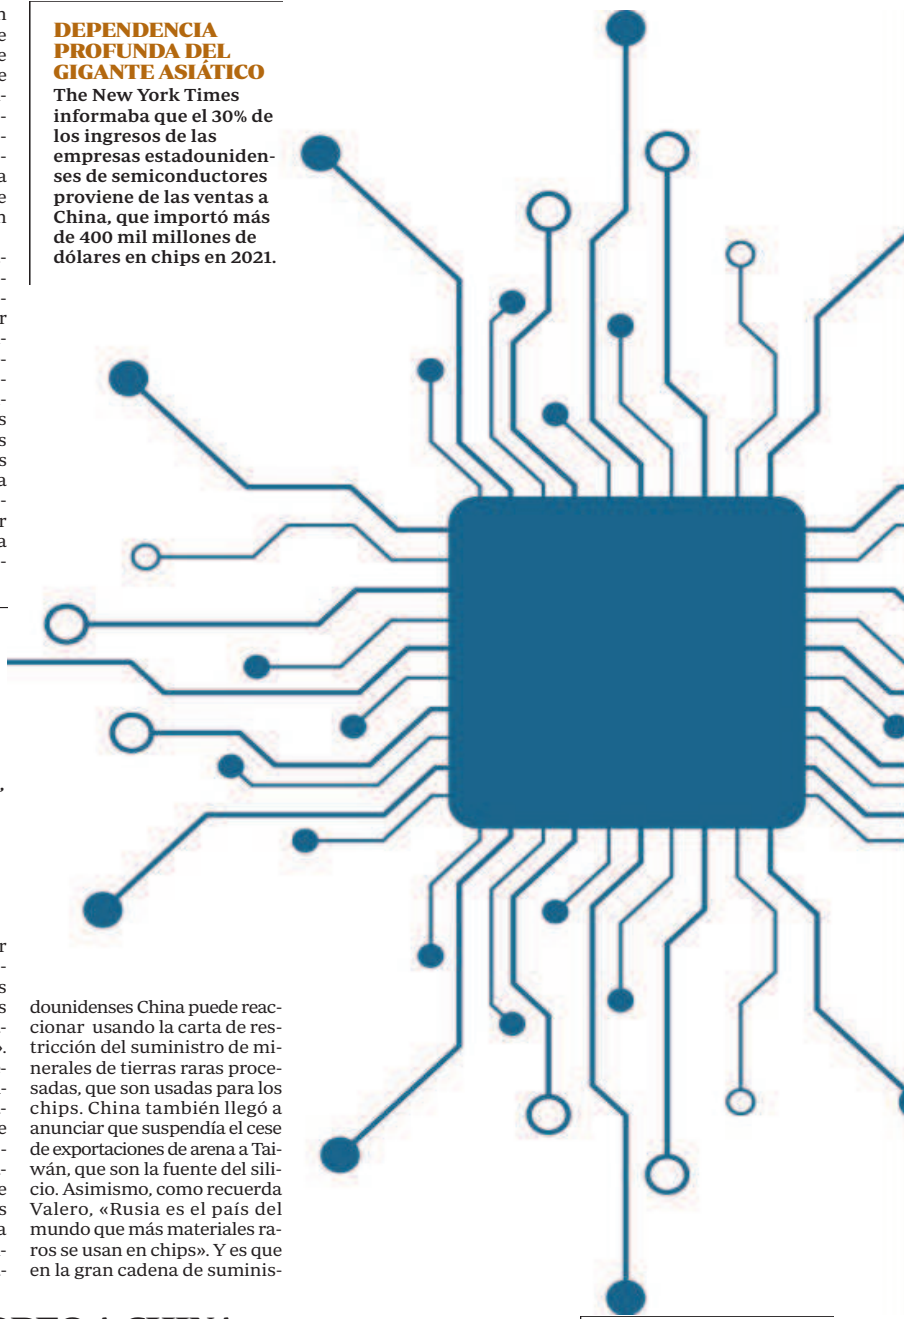 DEPENDENCIA
PROFUNDA DEL
GIGANTE ASIÁTICO
The New York Times
informaba que el 30% de
los ingresos de las
empresas estadouniden-
ses de semiconductores
proviene de las ventas a
China, que importó más
de 400 mil millones de
dólares en chips en 2021.
dounidenses China puede reac-
cionar usando la carta de res-
tricción del suministro de mi-
nerales de tierras raras proce-
sadas, que son usadas para los
chips. China también llegó a
anunciar que suspendía el cese
de exportaciones de arena a Tai-
wán, que son la fuente del sili-
cio. Asimismo, como recuerda
Valero, «Rusia es el país del
mundo que más materiales ra-
ros se usan en chips». Y es que
en la gran cadena de suminis-
A CHINA